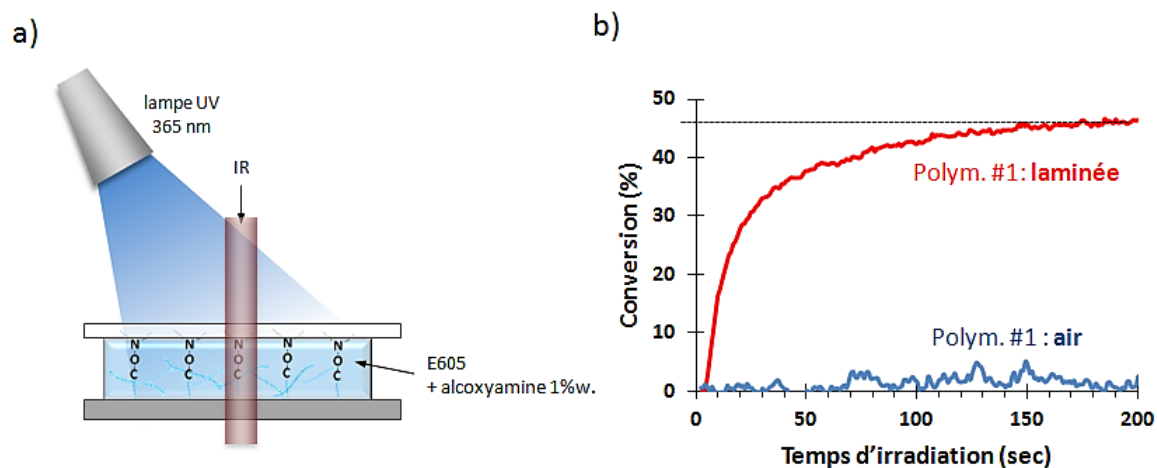 a)
lampe UV
365 nm
IR
N
O
C
N
O
C
N
O
C
N
O
C
N
O
C
E605
+ alcoxyamine 1%w.
b)
Conversion (%)
50
40
30
20
10
0
Polym. #1: laminée
Polym. #1 : air
0 50 100 150 200
Temps d'irradiation (sec)